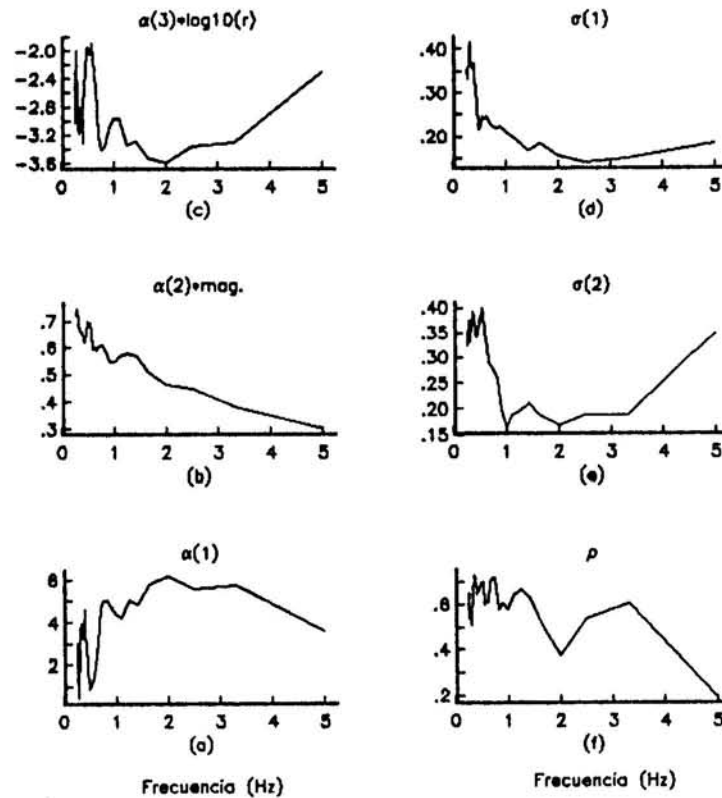 α(3)*log10(r)
-2.0
-2.4
-2.8
-3.2
-3.6
0 1 2 3 4 5
(c)
σ(1)
.40
.30
.20
0 1 2 3 4 5
(d)
α(2)*mag.
.7
.6
.5
.4
.3
0 1 2 3 4 5
(b)
σ(2)
.40
.35
.30
.25
.20
.15
0 1 2 3 4 5
(e)
α(1)
6
4
2
0 1 2 3 4 5
(a)
Frecuencia (Hz)
ρ
.6
.4
.2
0 1 2 3 4 5
(f)
Frecuencia (Hz)